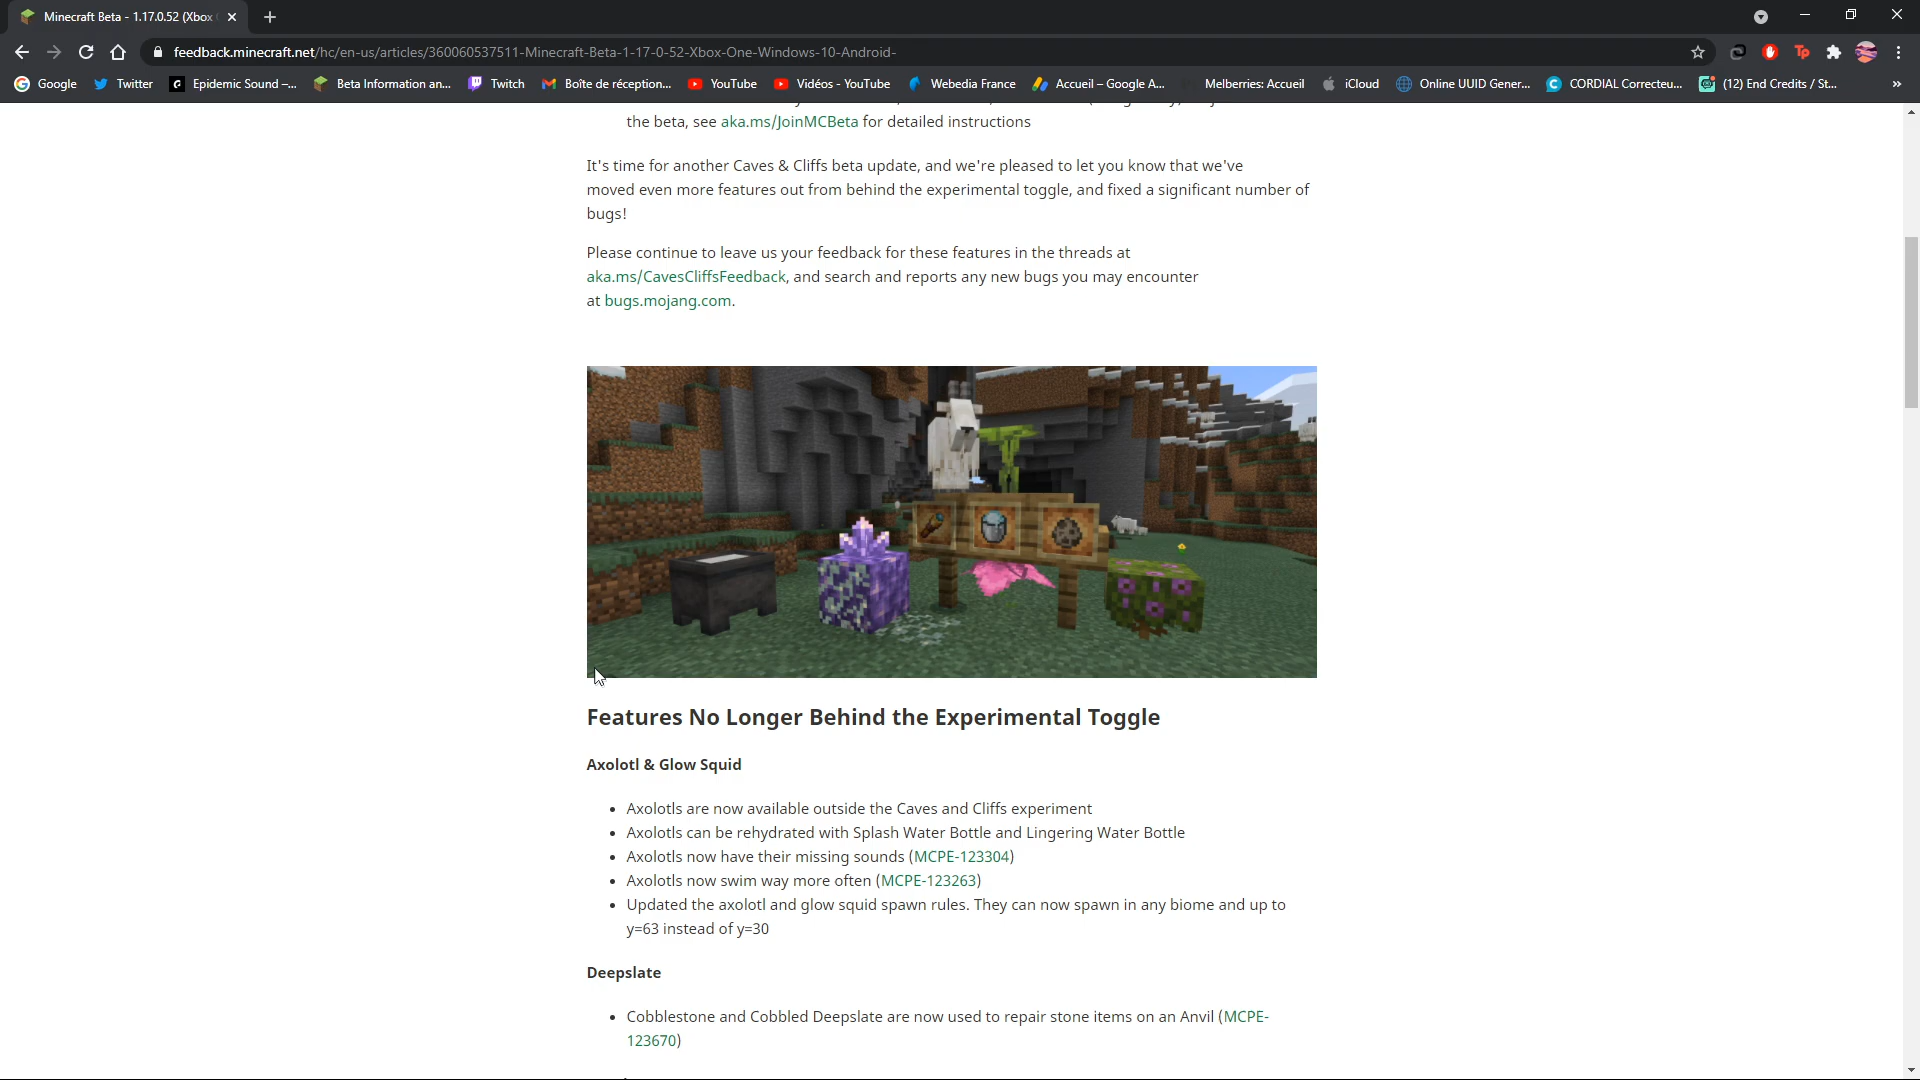 Minecraft Beta - 1.17.0.52 (Xbox
feedback.minecraft.net/hc/en-us/articles/360060537511-Minecraft-Beta-1-17-0-52-Xbox-One-Windows-10-Android-
Google Twitter Epidemic Sound –... Beta Information an... Twitch Boîte de réception... YouTube Vidéos - YouTube Webedia France Accueil – Google A... Melberries: Accueil iCloud Online UUID Gener... CORDIAL Correcteu... (12) End Credits / St... »
the beta, see aka.ms/JoinMCBeta for detailed instructions
It's time for another Caves & Cliffs beta update, and we're pleased to let you know that we've
moved even more features out from behind the experimental toggle, and fixed a significant number of
bugs!
Please continue to leave us your feedback for these features in the threads at
aka.ms/CavesCliffsFeedback, and search and reports any new bugs you may encounter
at bugs.mojang.com.
Features No Longer Behind the Experimental Toggle
Axolotl & Glow Squid
• Axolotls are now available outside the Caves and Cliffs experiment
• Axolotls can be rehydrated with Splash Water Bottle and Lingering Water Bottle
• Axolotls now have their missing sounds (MCPE-123304)
• Axolotls now swim way more often (MCPE-123263)
• Updated the axolotl and glow squid spawn rules. They can now spawn in any biome and up to
y=63 instead of y=30
Deepslate
• Cobblestone and Cobbled Deepslate are now used to repair stone items on an Anvil (MCPE-
123670)